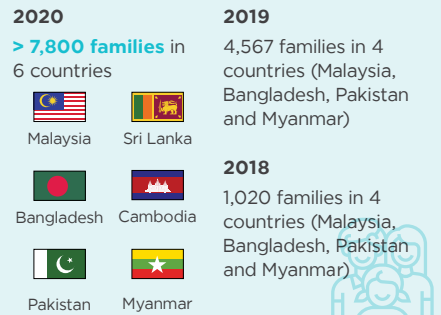 2020
> 7,800 families in
6 countries
Malaysia
Sri Lanka
Bangladesh
Cambodia
Pakistan
Myanmar
2019
4,567 families in 4
countries (Malaysia,
Bangladesh, Pakistan
and Myanmar)
2018
1,020 families in 4
countries (Malaysia,
Bangladesh, Pakistan
and Myanmar)